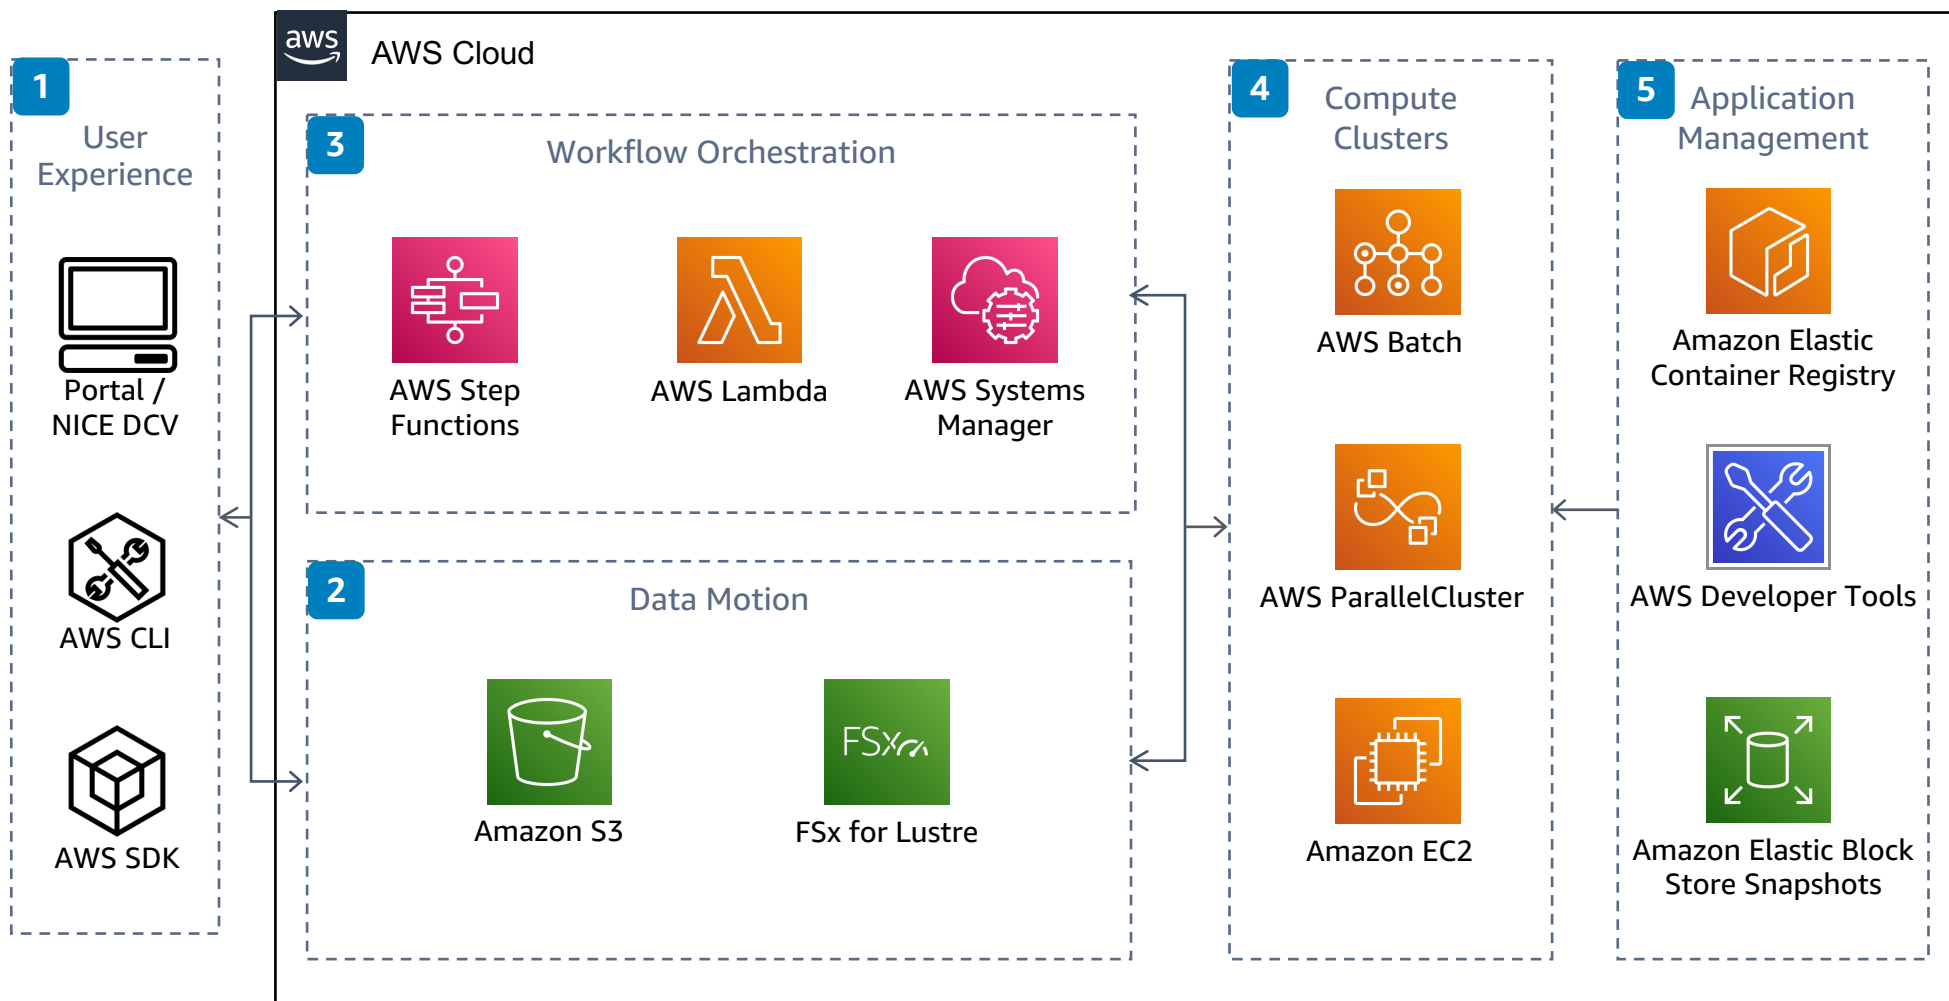 aws
AWS Cloud
1
User
Experience
Portal /
NICE DCV
AWS CLI
AWS SDK
3
Workflow Orchestration
AWS Step
Functions
AWS Lambda
AWS Systems
Manager
2
Data Motion
Amazon S3
FSx
FSx for Lustre
4
Compute
Clusters
AWS Batch
AWS ParallelCluster
Amazon EC2
5
Application
Management
Amazon Elastic
Container Registry
AWS Developer Tools
Amazon Elastic Block
Store Snapshots